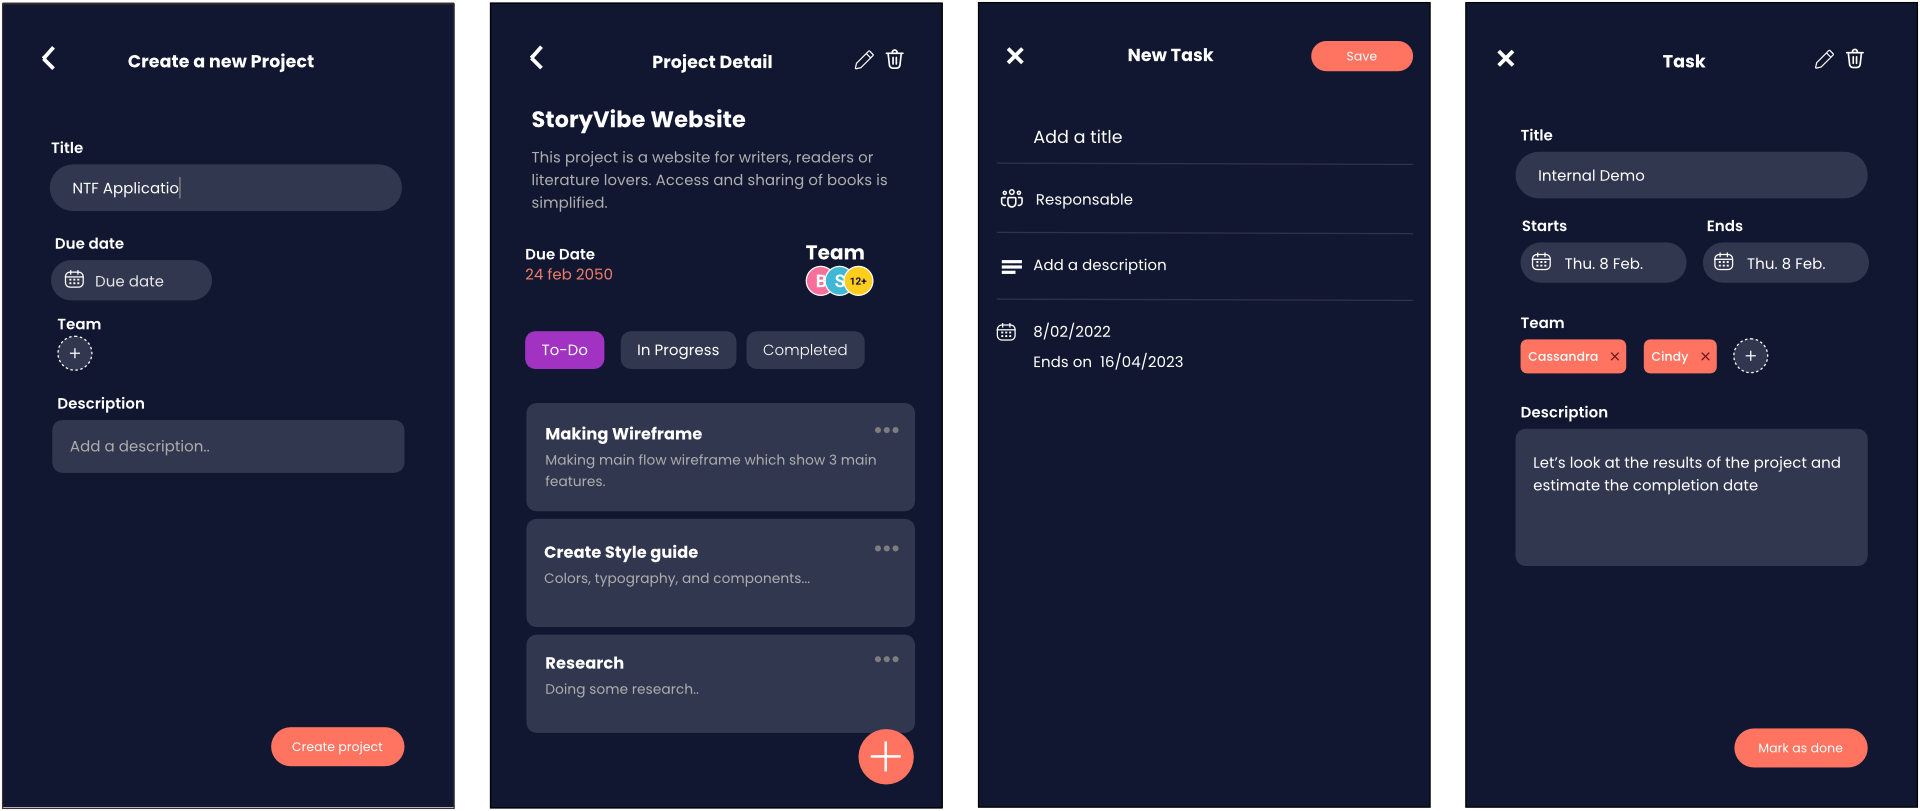 Create a new Project
Title
NTF Applicatio
Due date
Due date
Team
+
Description
Add a description..
Create project
Project Detail
StoryVibe Website
This project is a website for writers, readers or
literature lovers. Access and sharing of books is
simplified.
Due Date
24 feb 2050
Team
B S 12+
To-Do In Progress Completed
Making Wireframe
Making main flow wireframe which show 3 main
features.
Create Style guide
Colors, typography, and components...
Research
Doing some research..
New Task
Save
Add a title
Responsable
Add a description
8/02/2022
Ends on 16/04/2023
Task
Title
Internal Demo
Starts Ends
Thu. 8 Feb. Thu. 8 Feb.
Team
Cassandra × Cindy × +
Description
Let's look at the results of the project and
estimate the completion date
Mark as done